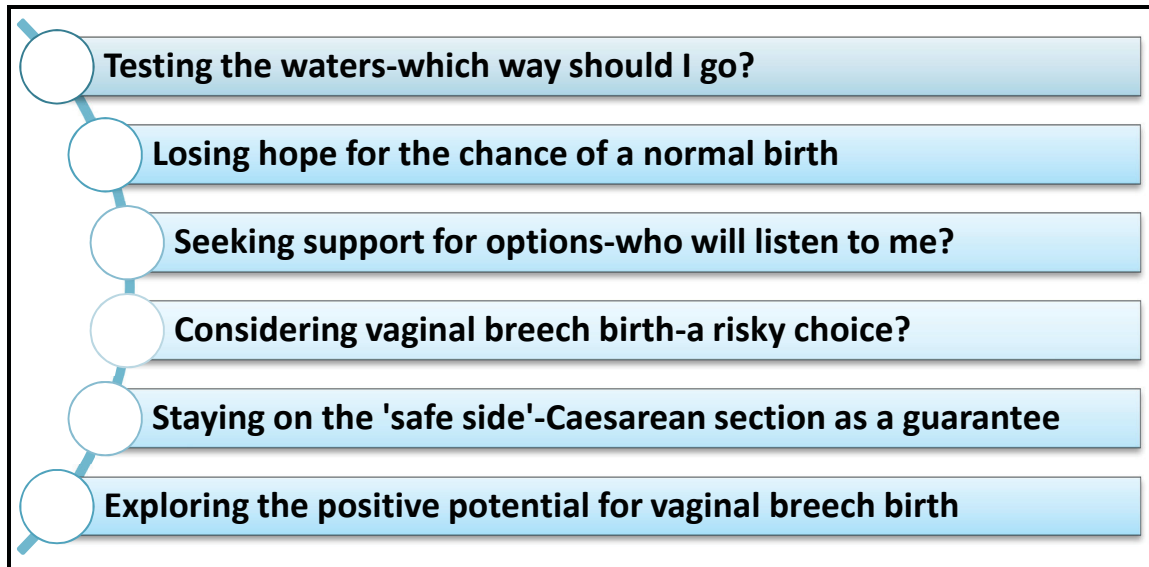 Testing the waters-which way should I go?
Losing hope for the chance of a normal birth
Seeking support for options-who will listen to me?
Considering vaginal breech birth-a risky choice?
Staying on the 'safe side'-Caesarean section as a guarantee
Exploring the positive potential for vaginal breech birth